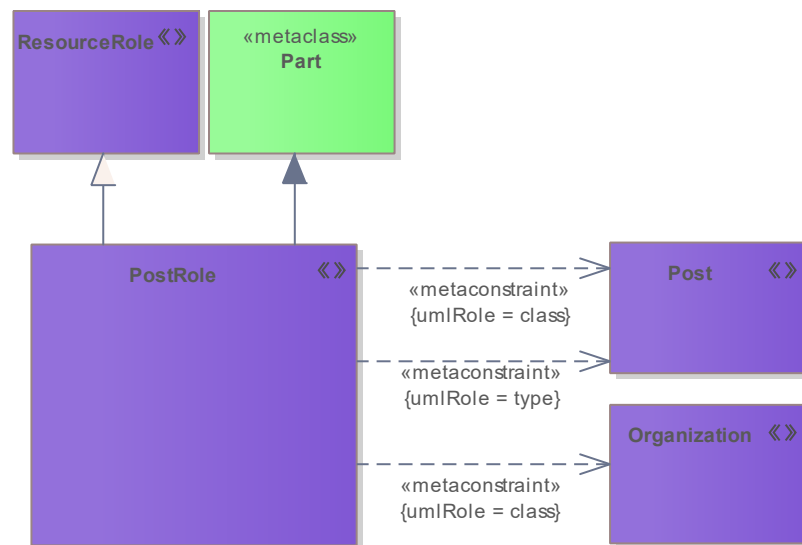 ResourceRole «»
«metaclass»
Part
PostRole «»
«metaconstraint»
{umlRole = class}
Post «»
«metaconstraint»
{umlRole = type}
Organization «»
«metaconstraint»
{umlRole = class}